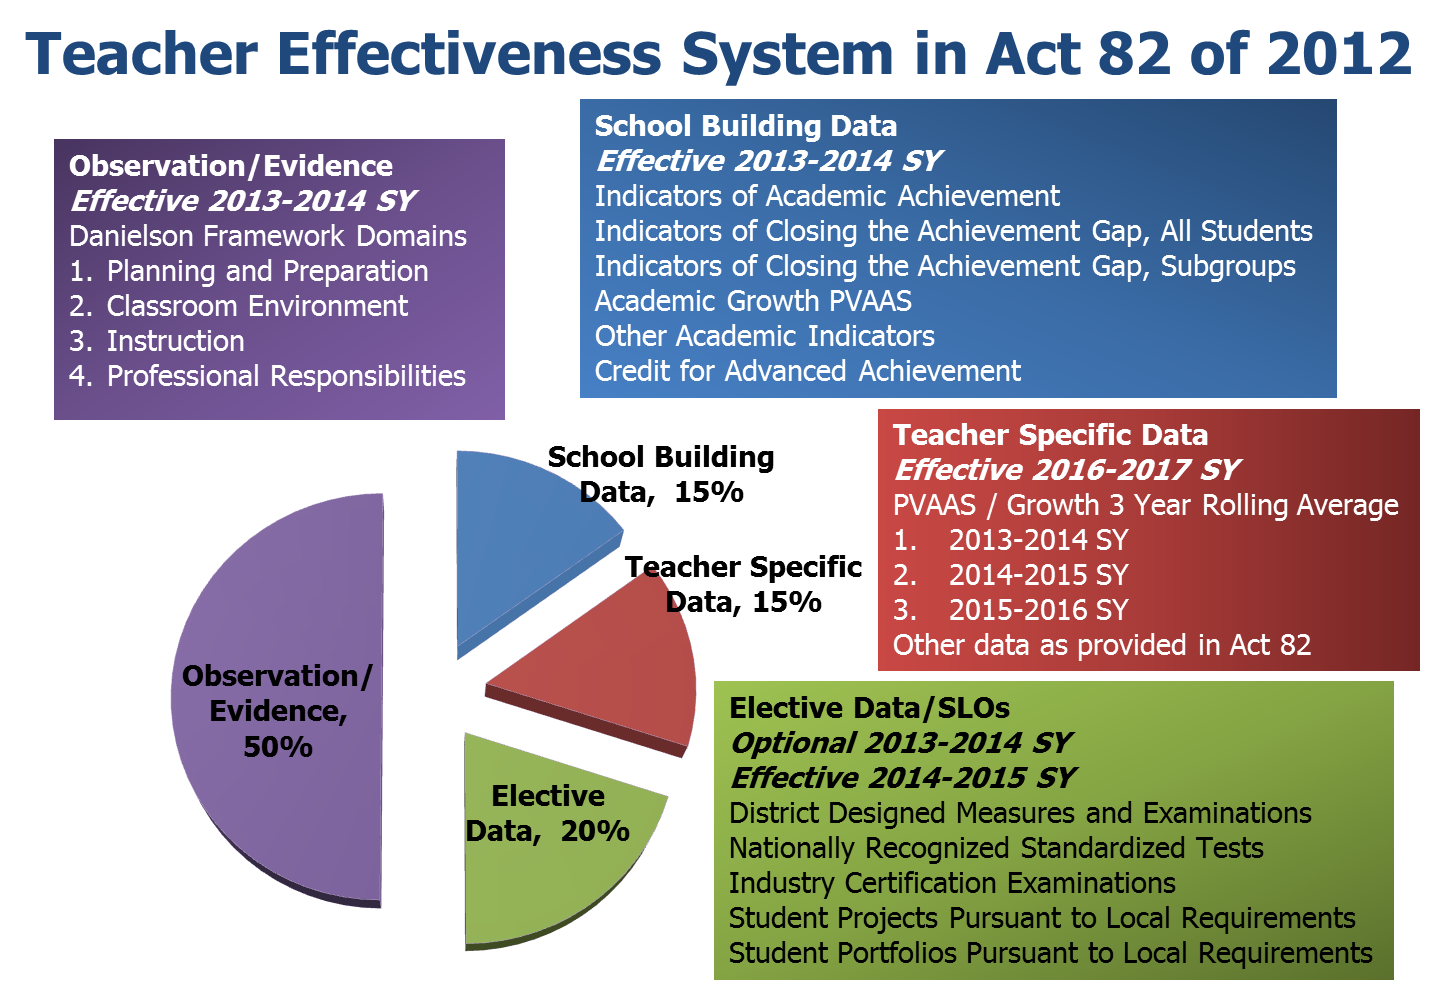 Teacher Effectiveness System in Act 82 of 2012
Observation/Evidence
Effective 2013-2014 SY
Danielson Framework Domains
1. Planning and Preparation
2. Classroom Environment
3. Instruction
4. Professional Responsibilities
School Building Data
Effective 2013-2014 SY
Indicators of Academic Achievement
Indicators of Closing the Achievement Gap, All Students
Indicators of Closing the Achievement Gap, Subgroups
Academic Growth PVAAS
Other Academic Indicators
Credit for Advanced Achievement
Teacher Specific Data
Effective 2016-2017 SY
PVAAS / Growth 3 Year Rolling Average
1. 2013-2014 SY
2. 2014-2015 SY
3. 2015-2016 SY
Other data as provided in Act 82
School Building
Data, 15%
Teacher Specific
Data, 15%
Observation/
Evidence,
50%
Elective
Data, 20%
Elective Data/SLOs
Optional 2013-2014 SY
Effective 2014-2015 SY
District Designed Measures and Examinations
Nationally Recognized Standardized Tests
Industry Certification Examinations
Student Projects Pursuant to Local Requirements
Student Portfolios Pursuant to Local Requirements